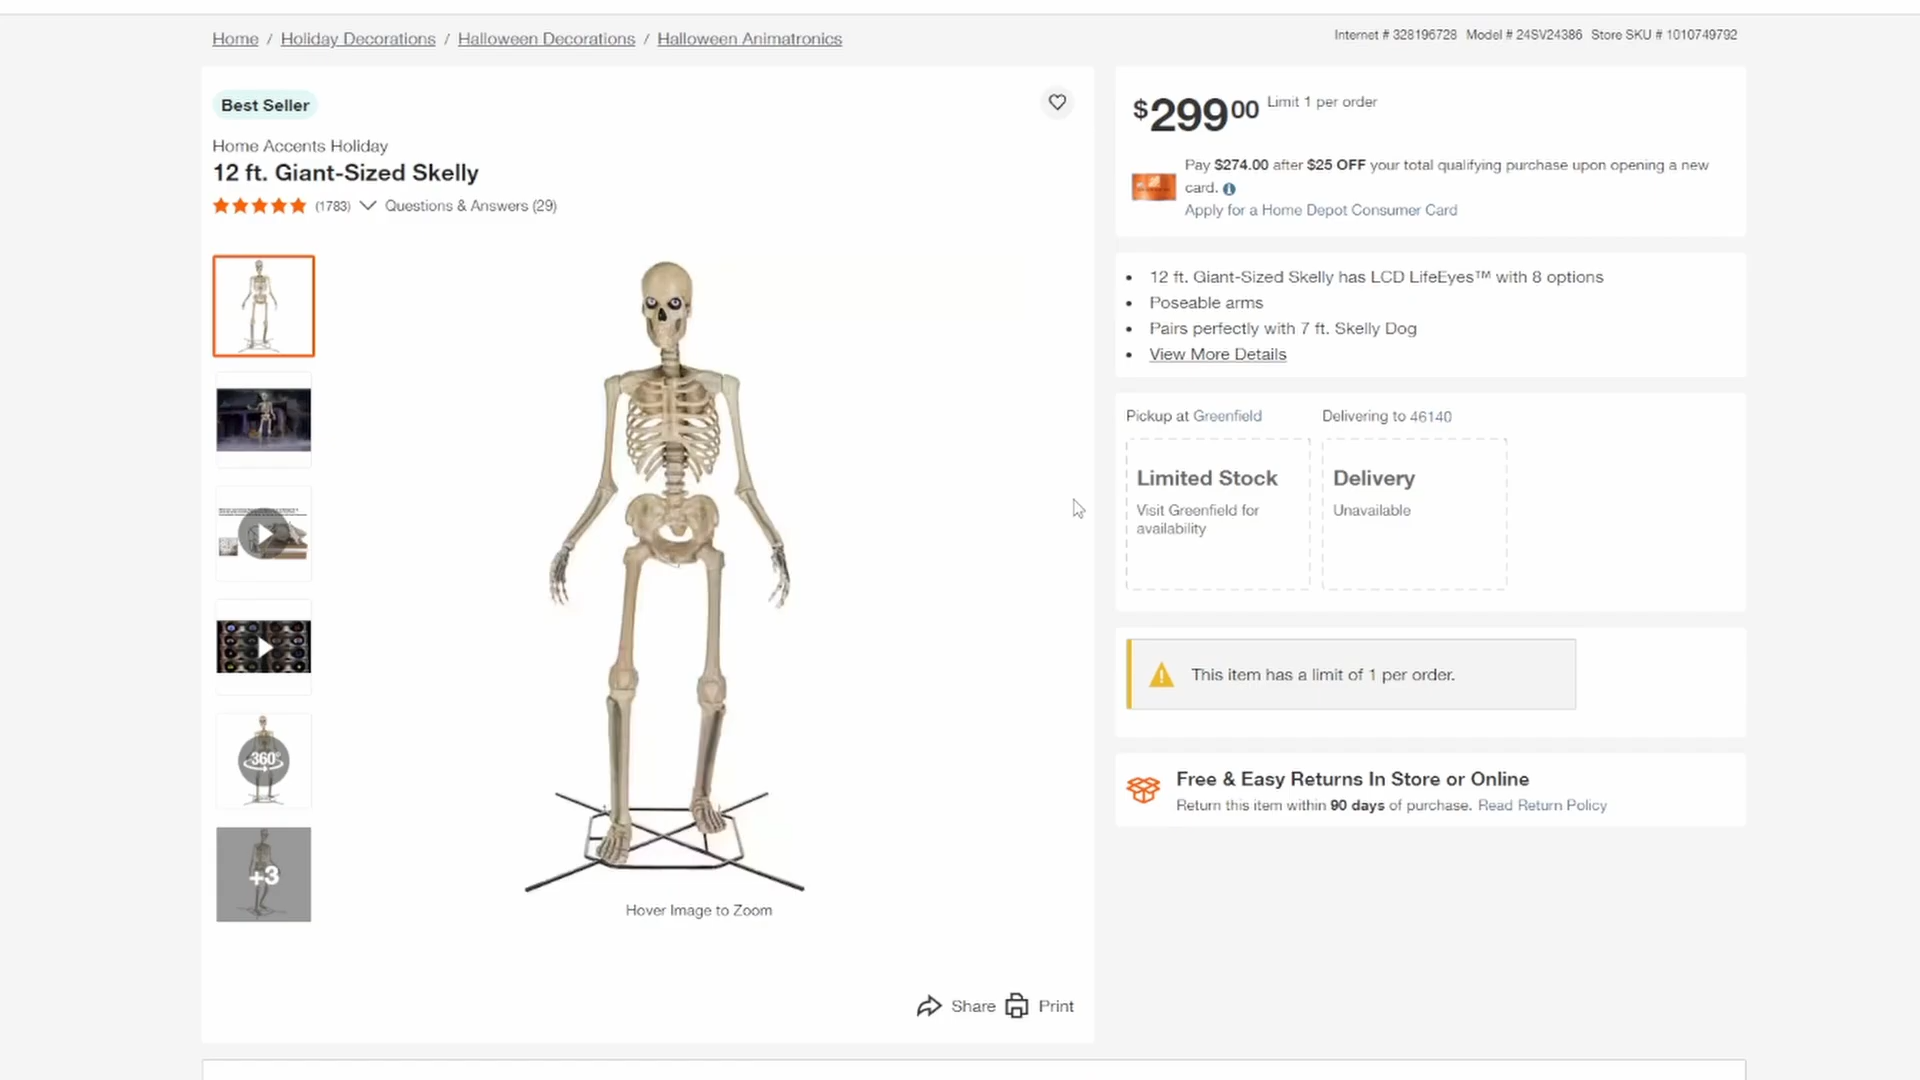 Home / Holiday Decorations / Halloween Decorations / Halloween Animatronics
Internet # 328196728 Model # 24SV24386 Store SKU # 1010749792
Best Seller
Home Accents Holiday
12 ft. Giant-Sized Skelly
(1783) Questions & Answers (29)
+3
360°
Hover Image to Zoom
Share Print
$299.00 Limit 1 per order
Pay $274.00 after $25 OFF your total qualifying purchase upon opening a new
card.
Apply for a Home Depot Consumer Card
• 12 ft. Giant-Sized Skelly has LCD LifeEyes™ with 8 options
• Poseable arms
• Pairs perfectly with 7 ft. Skelly Dog
• View More Details
Pickup at Greenfield
Delivering to 46140
Limited Stock
Visit Greenfield for
availability
Delivery
Unavailable
This item has a limit of 1 per order.
Free & Easy Returns In Store or Online
Return this item within 90 days of purchase. Read Return Policy